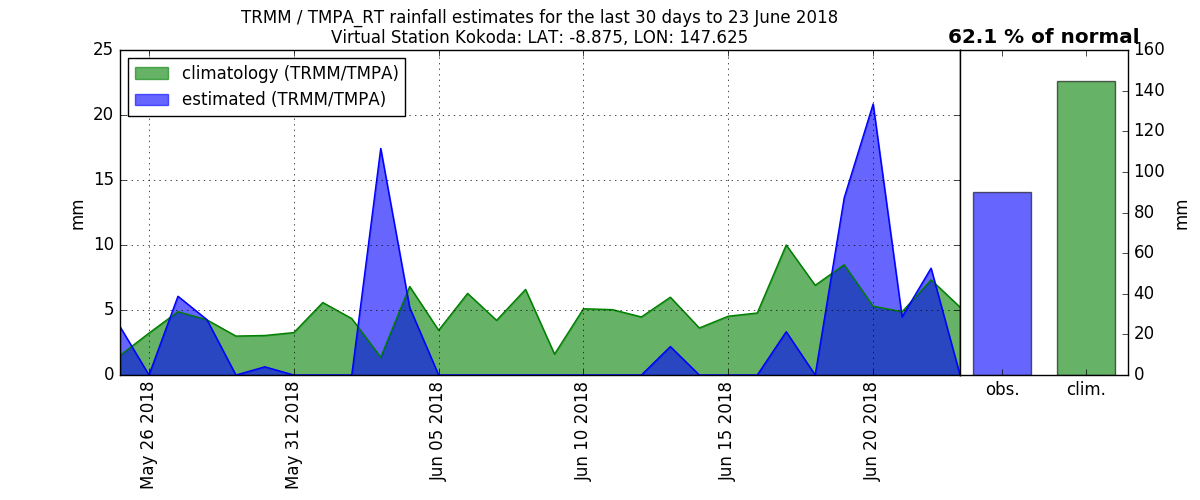 TRMM / TMPA_RT rainfall estimates for the last 30 days to 23 June 2018
Virtual Station Kokoda: LAT: -8.875, LON: 147.625
62.1 % of normal
climatology (TRMM/TMPA)
estimated (TRMM/TMPA)
25
20
15
10
5
0
mm
May 26 2018
May 31 2018
Jun 05 2018
Jun 10 2018
Jun 15 2018
Jun 20 2018
obs.
clim.
160
140
120
100
80
60
40
20
0
mm